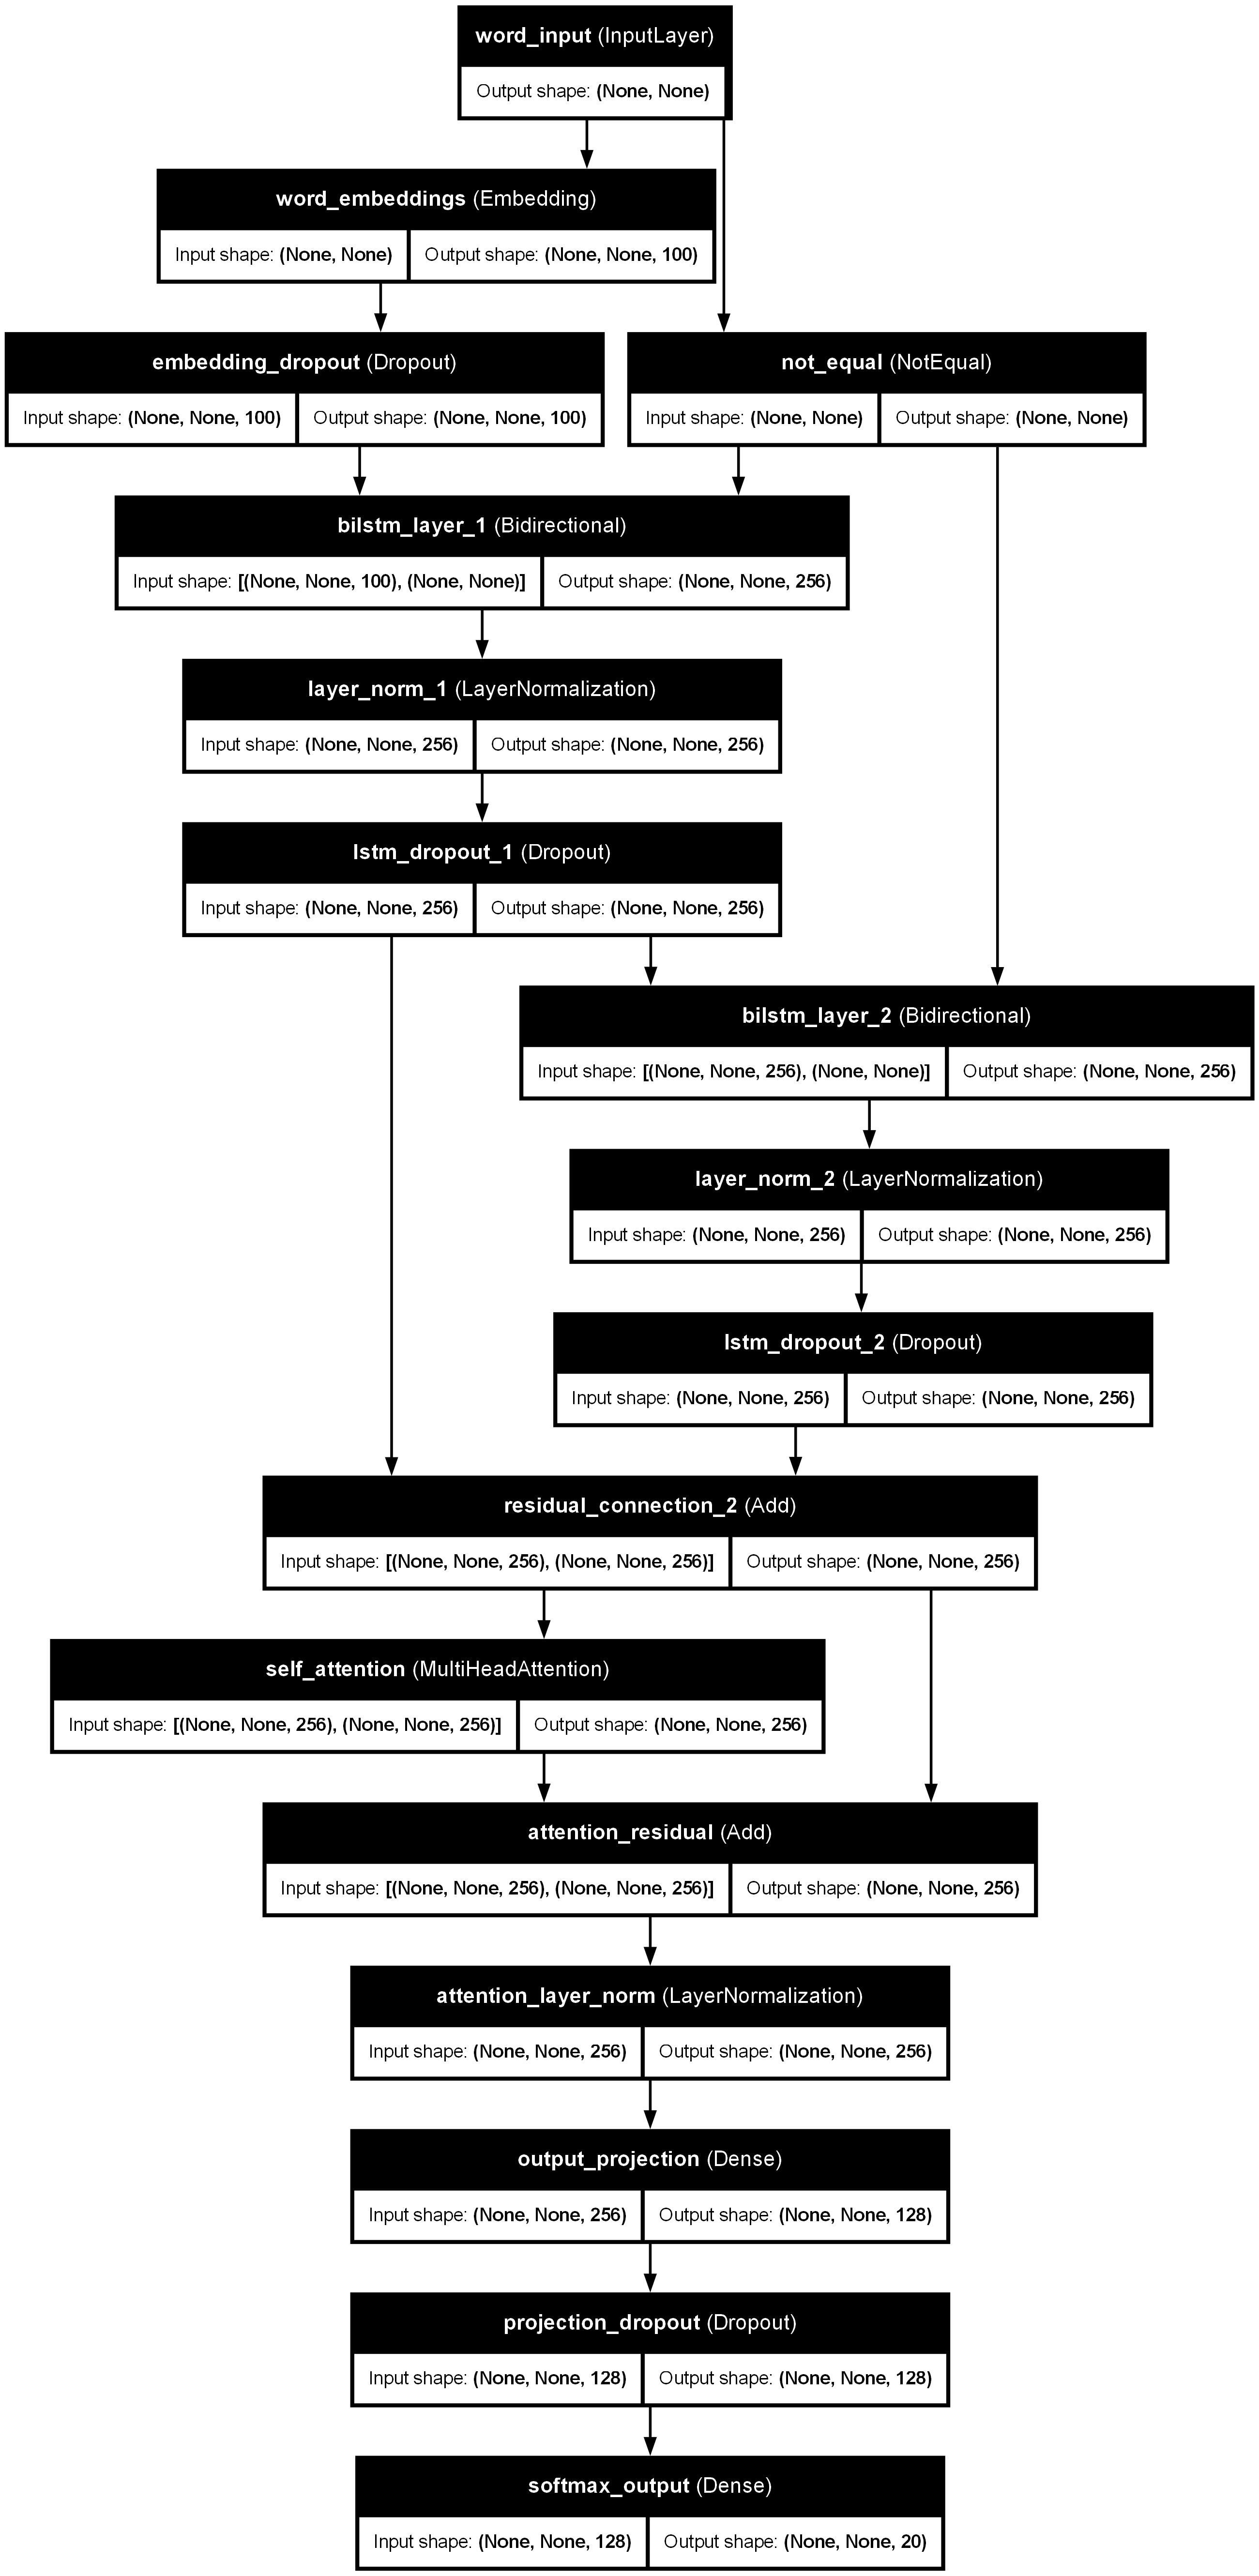 word_input (InputLayer)
Output shape: (None, None)
word_embeddings (Embedding)
Input shape: (None, None) Output shape: (None, None, 100)
embedding_dropout (Dropout)
Input shape: (None, None, 100) Output shape: (None, None, 100)
not_equal (NotEqual)
Input shape: (None, None) Output shape: (None, None)
bilstm_layer_1 (Bidirectional)
Input shape: [(None, None, 100), (None, None)] Output shape: (None, None, 256)
layer_norm_1 (LayerNormalization)
Input shape: (None, None, 256) Output shape: (None, None, 256)
lstm_dropout_1 (Dropout)
Input shape: (None, None, 256) Output shape: (None, None, 256)
bilstm_layer_2 (Bidirectional)
Input shape: [(None, None, 256), (None, None)] Output shape: (None, None, 256)
layer_norm_2 (LayerNormalization)
Input shape: (None, None, 256) Output shape: (None, None, 256)
lstm_dropout_2 (Dropout)
Input shape: (None, None, 256) Output shape: (None, None, 256)
residual_connection_2 (Add)
Input shape: [(None, None, 256), (None, None, 256)] Output shape: (None, None, 256)
self_attention (MultiHeadAttention)
Input shape: [(None, None, 256), (None, None, 256)] Output shape: (None, None, 256)
attention_residual (Add)
Input shape: [(None, None, 256), (None, None, 256)] Output shape: (None, None, 256)
attention_layer_norm (LayerNormalization)
Input shape: (None, None, 256) Output shape: (None, None, 256)
output_projection (Dense)
Input shape: (None, None, 256) Output shape: (None, None, 128)
projection_dropout (Dropout)
Input shape: (None, None, 128) Output shape: (None, None, 128)
softmax_output (Dense)
Input shape: (None, None, 128) Output shape: (None, None, 20)